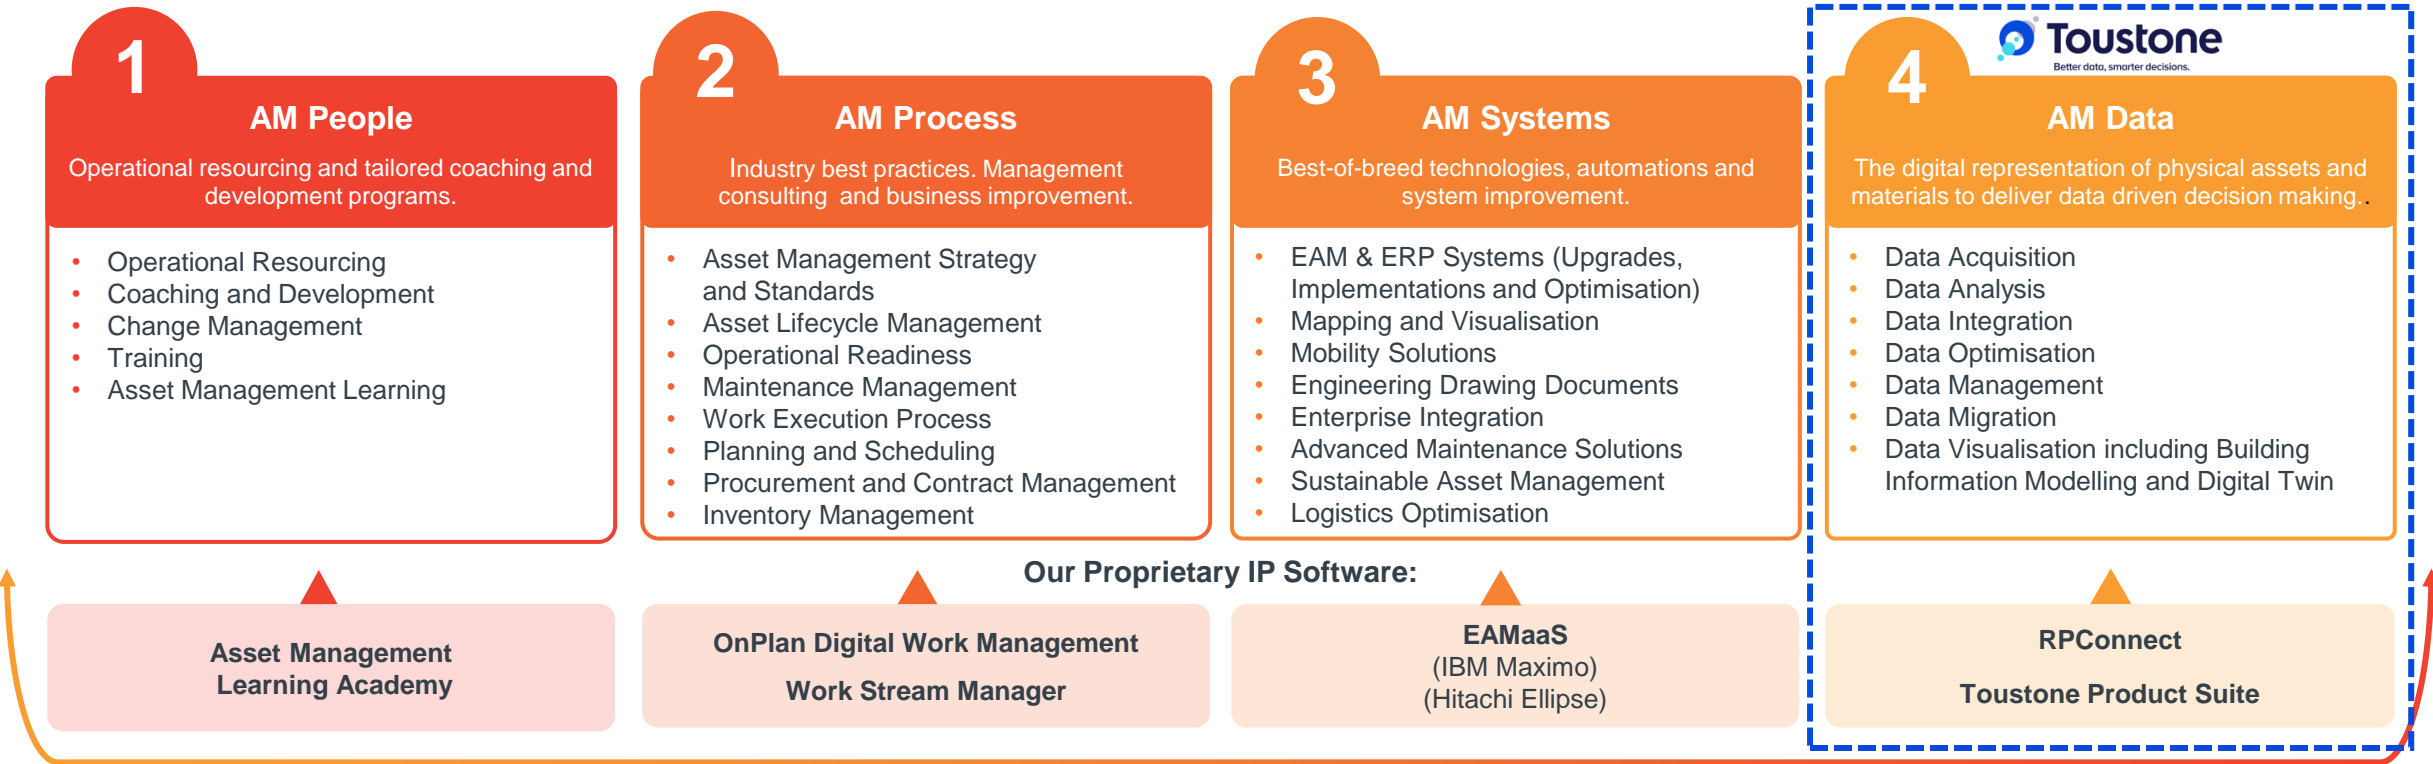 1
AM People
Operational resourcing and tailored coaching and
development programs.
• Operational Resourcing
• Coaching and Development
• Change Management
• Training
• Asset Management Learning
2
AM Process
Industry best practices. Management
consulting and business improvement.
• Asset Management Strategy
and Standards
• Asset Lifecycle Management
• Operational Readiness
• Maintenance Management
• Work Execution Process
• Planning and Scheduling
• Procurement and Contract Management
• Inventory Management
3
AM Systems
Best-of-breed technologies, automations and
system improvement.
• EAM & ERP Systems (Upgrades,
Implementations and Optimisation)
• Mapping and Visualisation
• Mobility Solutions
• Engineering Drawing Documents
• Enterprise Integration
• Advanced Maintenance Solutions
• Sustainable Asset Management
• Logistics Optimisation
4
Toustone
Better data, smarter decisions.
AM Data
The digital representation of physical assets and
materials to deliver data driven decision making..
• Data Acquisition
• Data Analysis
• Data Integration
• Data Optimisation
• Data Management
• Data Migration
• Data Visualisation including Building
Information Modelling and Digital Twin
Our Proprietary IP Software:
Asset Management
Learning Academy
OnPlan Digital Work Management
Work Stream Manager
EAMaaS
(IBM Maximo)
(Hitachi Ellipse)
RPConnect
Toustone Product Suite